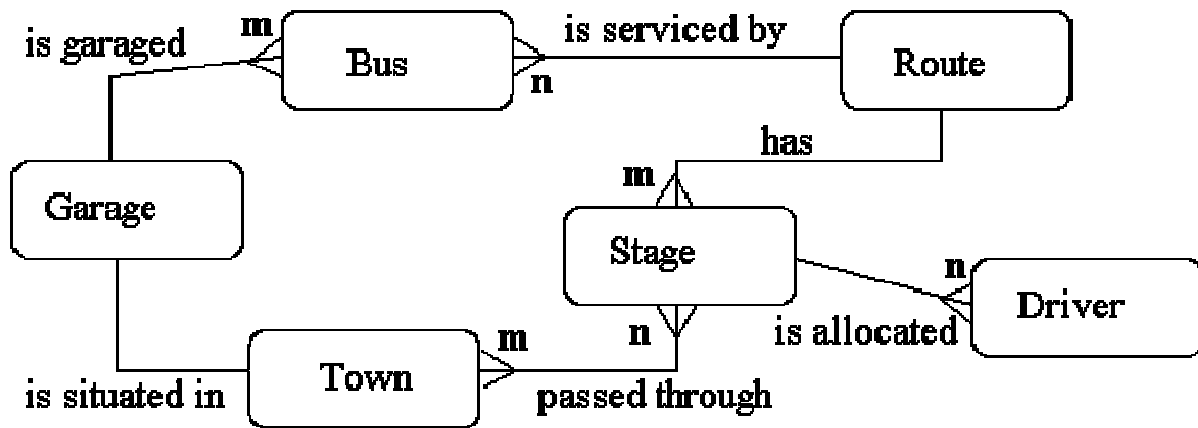 is garaged
m
Bus
n
is serviced by
Route
has
m
Garage
Stage
n
Driver
n
is allocated
m
Town
is situated in
passed through